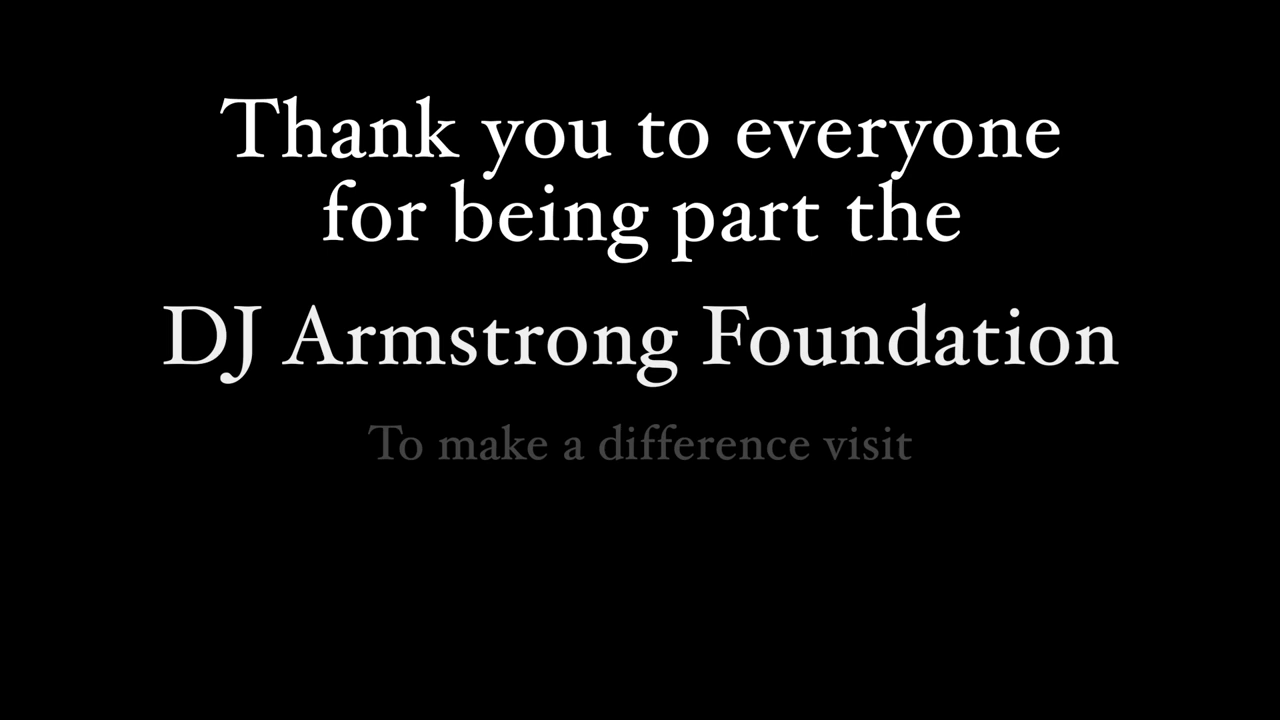 Thank you to everyone
for being part the
DJ Armstrong Foundation
To make a difference visit